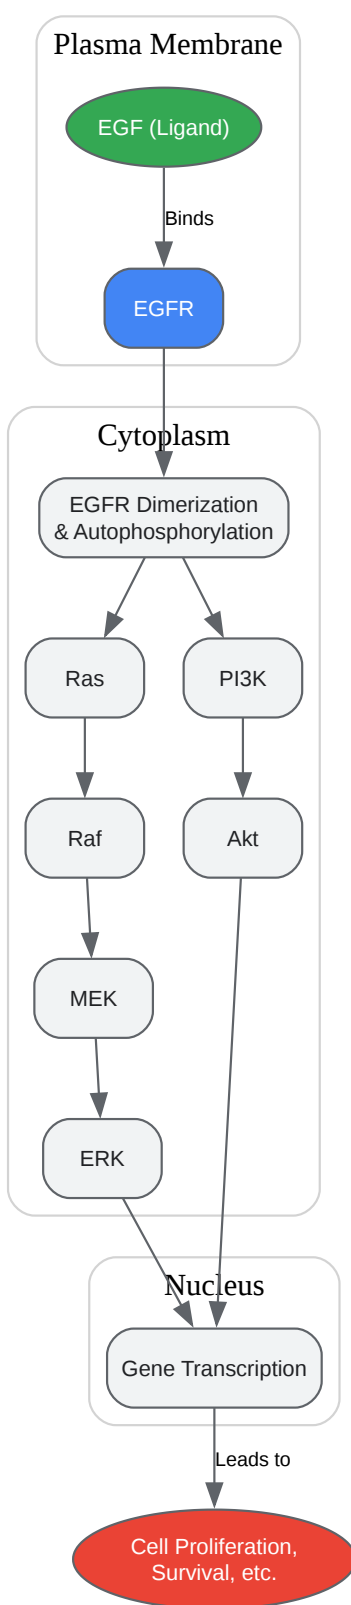 Plasma Membrane
EGF (Ligand)
Binds
EGFR
Cytoplasm
EGFR Dimerization
& Autophosphorylation
Ras
PI3K
Raf
Akt
MEK
ERK
Nucleus
Gene Transcription
Leads to
Cell Proliferation,
Survival, etc.